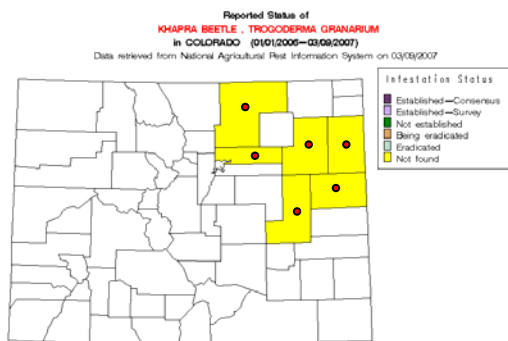 Reported Status of
KHAPRA BEETLE , TROGODERMA GRANARIUM
in COLORADO (01/01/2006—03/09/2007)
Data retrieved from National Agricultural Pest Information System on 03/09/2007
Infestation Status
Established—Consensus
Established—Survey
Not established
Being eradicated
Eradicated
Not found